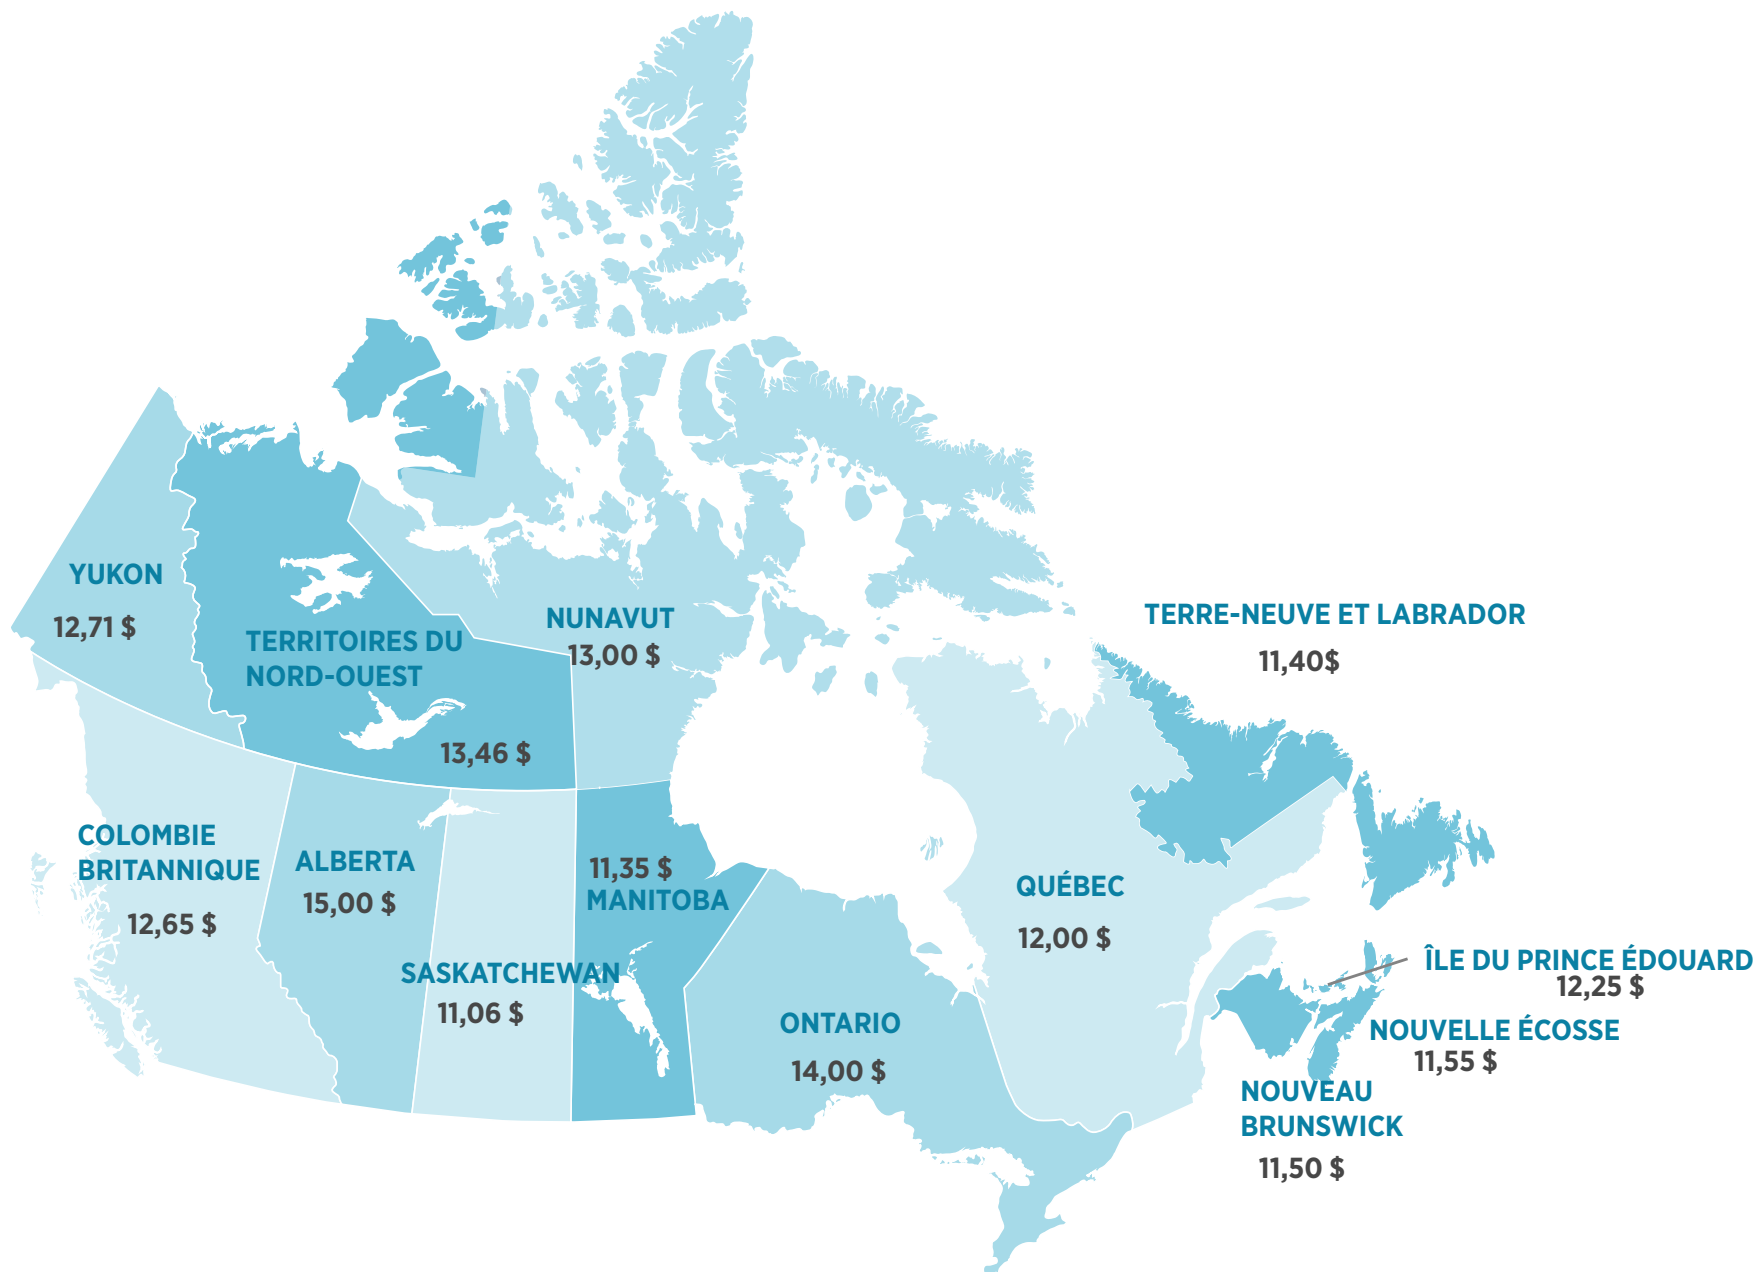 YUKON
12,71 $
TERRITOIRES DU
NORD-OUEST
13,46 $
NUNAVUT
13,00 $
TERRE-NEUVE ET LABRADOR
11,40$
COLOMBIE
BRITANNIQUE
12,65 $
ALBERTA
15,00 $
SASKATCHEWAN
11,06 $
11,35 $
MANITOBA
ONTARIO
14,00 $
QUÉBEC
12,00 $
ÎLE DU PRINCE ÉDOUARD
12,25 $
NOUVELLE ÉCOSSE
11,55 $
NOUVEAU
BRUNSWICK
11,50 $